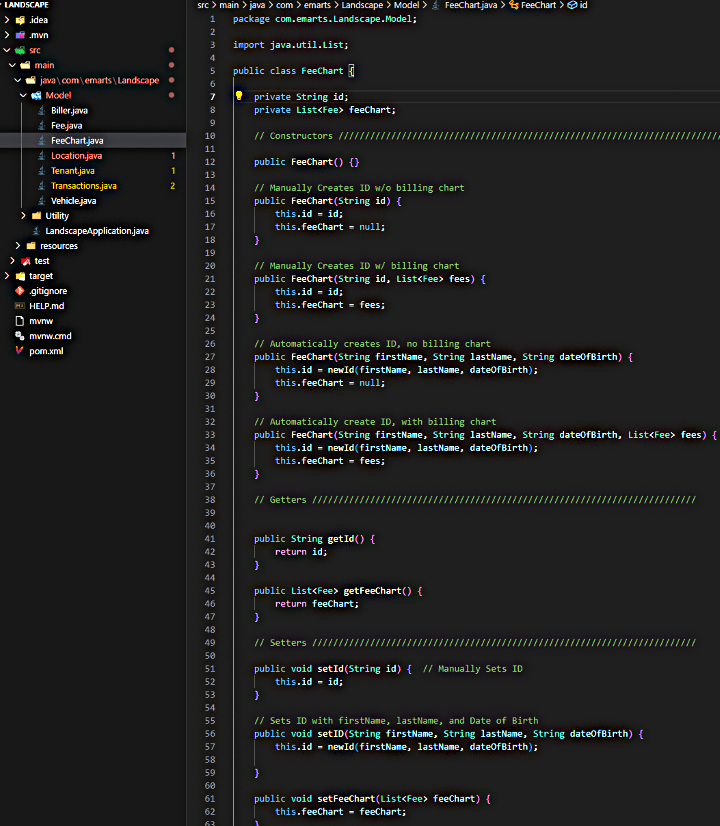 LANDSCAPE
.idea
.mvn
src
main
java\com\emarts\Landscape
Model
Biller.java
Fee.java
FeeChart.java
Location.java 1
Tenant.java 1
Transactions.java 2
Vehicle.java
Utility
LandscapeApplication.java
resources
test
target
.gitignore
HELP.md
mvnw
mvnw.cmd
pom.xml
src > main > java > com > emarts > Landscape > Model > FeeChart.java > FeeChart > id
1 package com.emarts.Landscape.Model;
2
3 import java.util.List;
4
5 public class FeeChart {
6
7 private String id;
8 private List<Fee> feeChart;
9
10 // Constructors /////////////////////////////////////////////////////////////////////////
11
12 public FeeChart() {}
13
14 // Manually Creates ID w/o billing chart
15 public FeeChart(String id) {
16 this.id = id;
17 this.feeChart = null;
18 }
19
20 // Manually Creates ID w/ billing chart
21 public FeeChart(String id, List<Fee> fees) {
22 this.id = id;
23 this.feeChart = fees;
24 }
25
26 // Automatically creates ID, no billing chart
27 public FeeChart(String firstName, String lastName, String dateOfBirth) {
28 this.id = newId(firstName, lastName, dateOfBirth);
29 this.feeChart = null;
30 }
31
32 // Automatically create ID, with billing chart
33 public FeeChart(String firstName, String lastName, String dateOfBirth, List<Fee> fees) {
34 this.id = newId(firstName, lastName, dateOfBirth);
35 this.feeChart = fees;
36 }
37
38 // Getters /////////////////////////////////////////////////////////////////////////
39
40
41 public String getId() {
42 return id;
43 }
44
45 public List<Fee> getFeeChart() {
46 return feeChart;
47 }
48
49 // Setters /////////////////////////////////////////////////////////////////////////
50
51 public void setId(String id) { // Manually Sets ID
52 this.id = id;
53 }
54
55 // Sets ID with firstName, lastName, and Date of Birth
56 public void setID(String firstName, String lastName, String dateOfBirth) {
57 this.id = newId(firstName, lastName, dateOfBirth);
58
59 }
60
61 public void setFeeChart(List<Fee> feeChart) {
62 this.feeChart = feeChart;
63 }